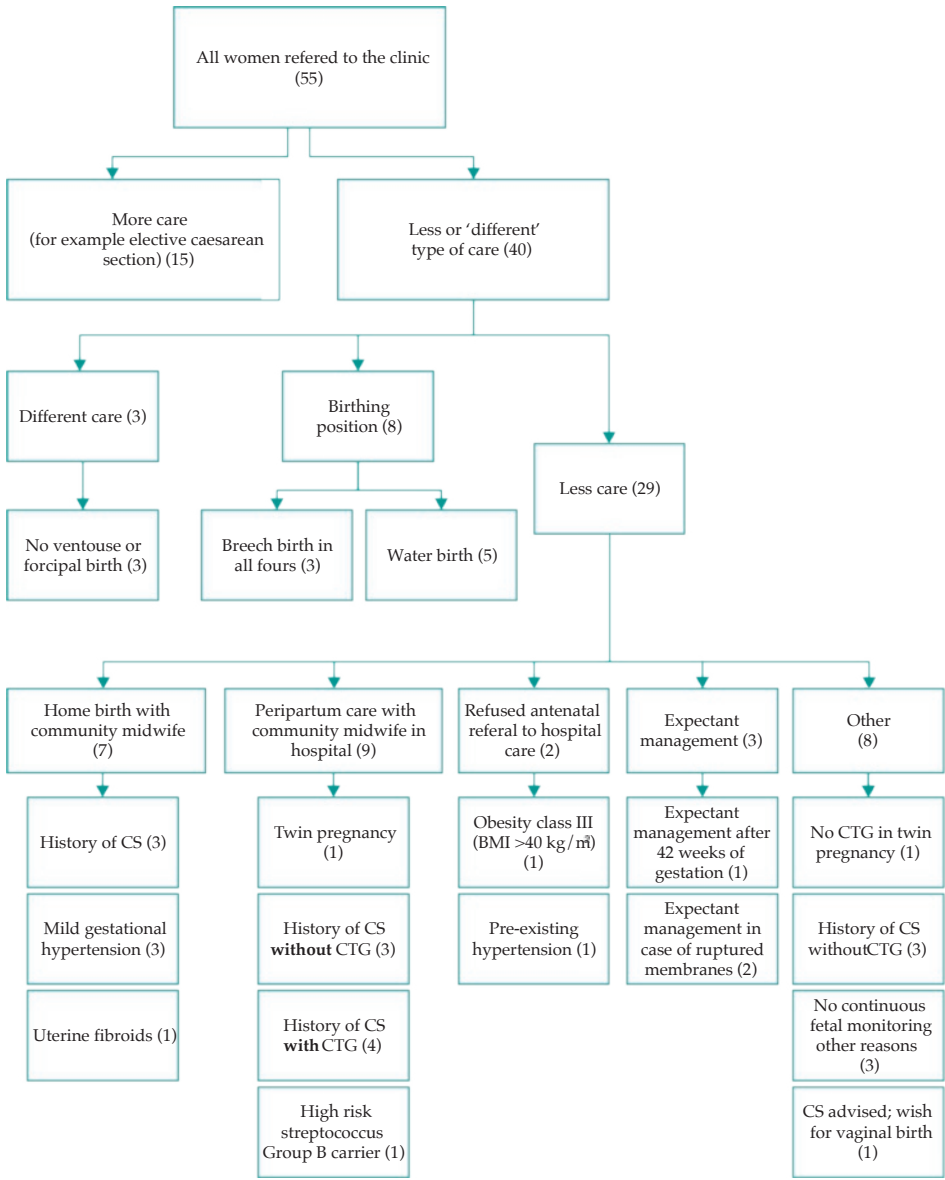 All women refered to the clinic
(55)
More care
(for example elective caesarean
section) (15)
Less or ‘different’
type of care (40)
Different care (3)
Birthing
position (8)
Less care (29)
No ventouse or
forcipal birth (3)
Breech birth in
all fours (3)
Water birth (5)
Home birth with
community midwife
(7)
Peripartum care with
community midwife in
hospital (9)
Refused antenatal
referal to hospital
care (2)
Expectant
management (3)
Other
(8)
History of CS (3)
Mild gestational
hypertension (3)
Uterine fibroids (1)
Twin pregnancy
(1)
History of CS
without CTG (3)
History of CS
with CTG (4)
High risk
streptococcus
Group B carrier (1)
Obesity class III
(BMI >40 kg/m²)
(1)
Pre-existing
hypertension (1)
Expectant
management after
42 weeks of
gestation (1)
Expectant
management in
case of ruptured
membranes (2)
No CTG in twin
pregnancy (1)
History of CS
withoutCTG (3)
No continuous
fetal monitoring
other reasons
(3)
CS advised; wish
for vaginal birth
(1)